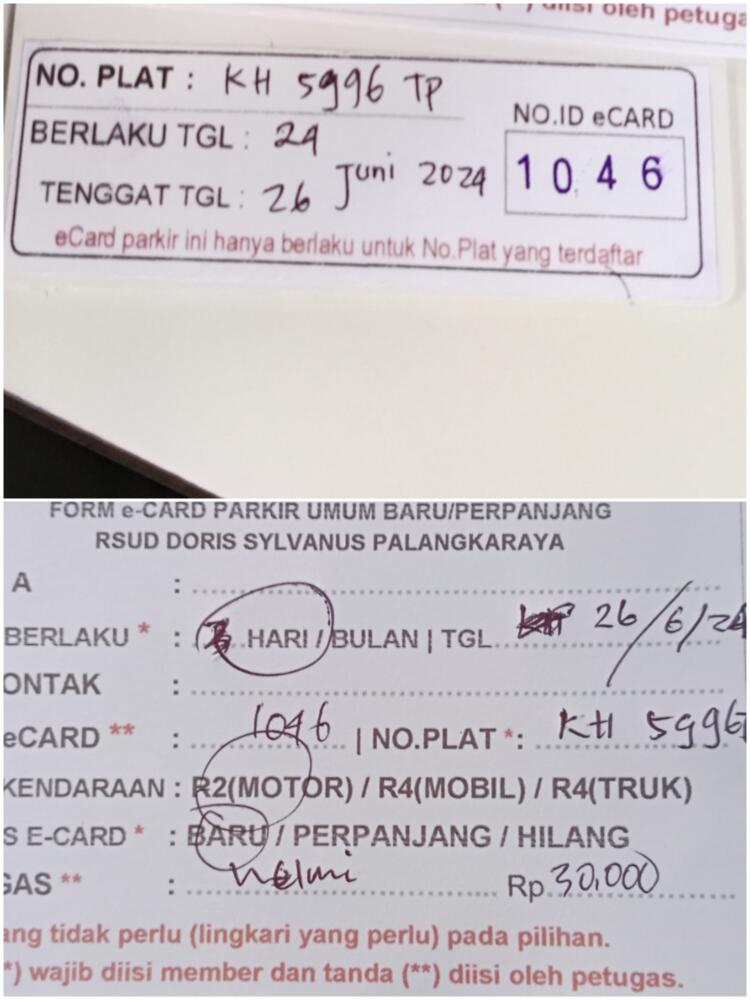 diisi oleh petuga
NO. PLAT : KH 5996 TP
BERLAKU TGL : 24
NO.ID eCARD
TENGGAT TGL : 26 Juni 2024
1046
eCard parkir ini hanya berlaku untuk No.Plat yang terdaftar
FORM e-CARD PARKIR UMUM BARU/PERPANJANG
RSUD DORIS SYLVANUS PALANGKARAYA
A :
BERLAKU * : HARI / BULAN | TGL. 26/6/24
ONTAK :
eCARD ** : 1046 | NO.PLAT *: KH 5996
KENDARAAN : R2(MOTOR) / R4(MOBIL) / R4(TRUK)
S E-CARD * : BARU / PERPANJANG / HILANG
GAS ** : Helmi Rp 30,000
ang tidak perlu (lingkari yang perlu) pada pilihan.
*) wajib diisi member dan tanda (**) diisi oleh petugas.